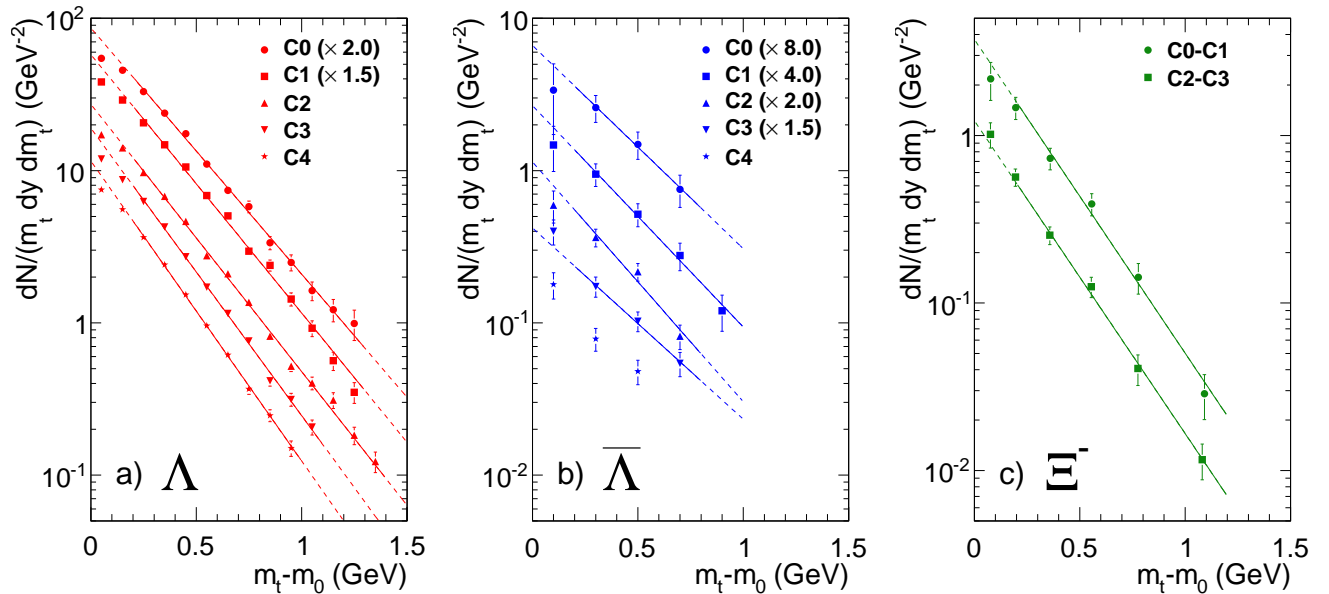 dN/(m_t dy dm_t) (GeV^-2)
10^2
10
1
10^-1
C0 (× 2.0)
C1 (× 1.5)
C2
C3
C4
a) Λ
0 0.5 1 1.5
m_t-m_0 (GeV)
dN/(m_t dy dm_t) (GeV^-2)
10
1
10^-1
10^-2
C0 (× 8.0)
C1 (× 4.0)
C2 (× 2.0)
C3 (× 1.5)
C4
b) Λ̅
0 0.5 1 1.5
m_t-m_0 (GeV)
dN/(m_t dy dm_t) (GeV^-2)
1
10^-1
10^-2
C0-C1
C2-C3
c) Ξ^-
0 0.5 1 1.5
m_t-m_0 (GeV)